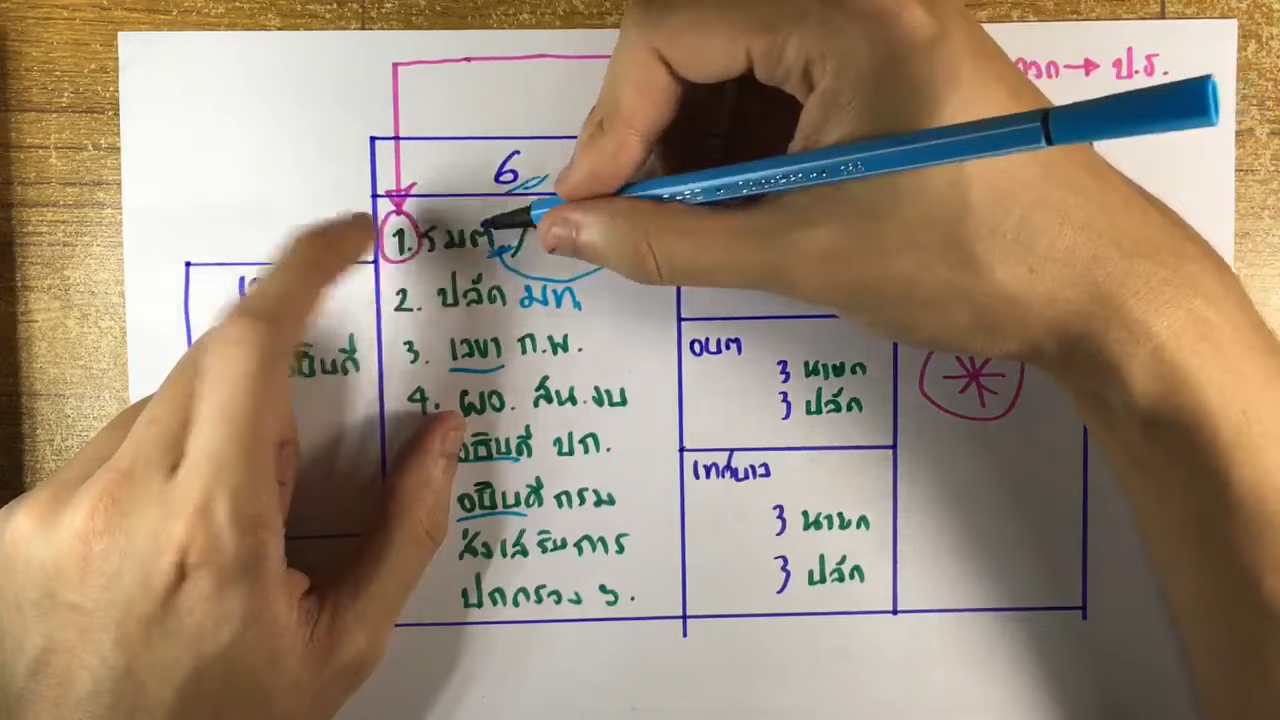 → ป.ธ.
6
1. รมต /
2. ปลัด มท.
3. เลขา ก.พ.
4. ผอ. สน.งบ
อธิบดี ปก.
อธิบดี กรม
ส่งเสริมการ
ปกครอง ข.
อบต
3 นายก
3 ปลัด
เทศบาล
3 นายก
3 ปลัด